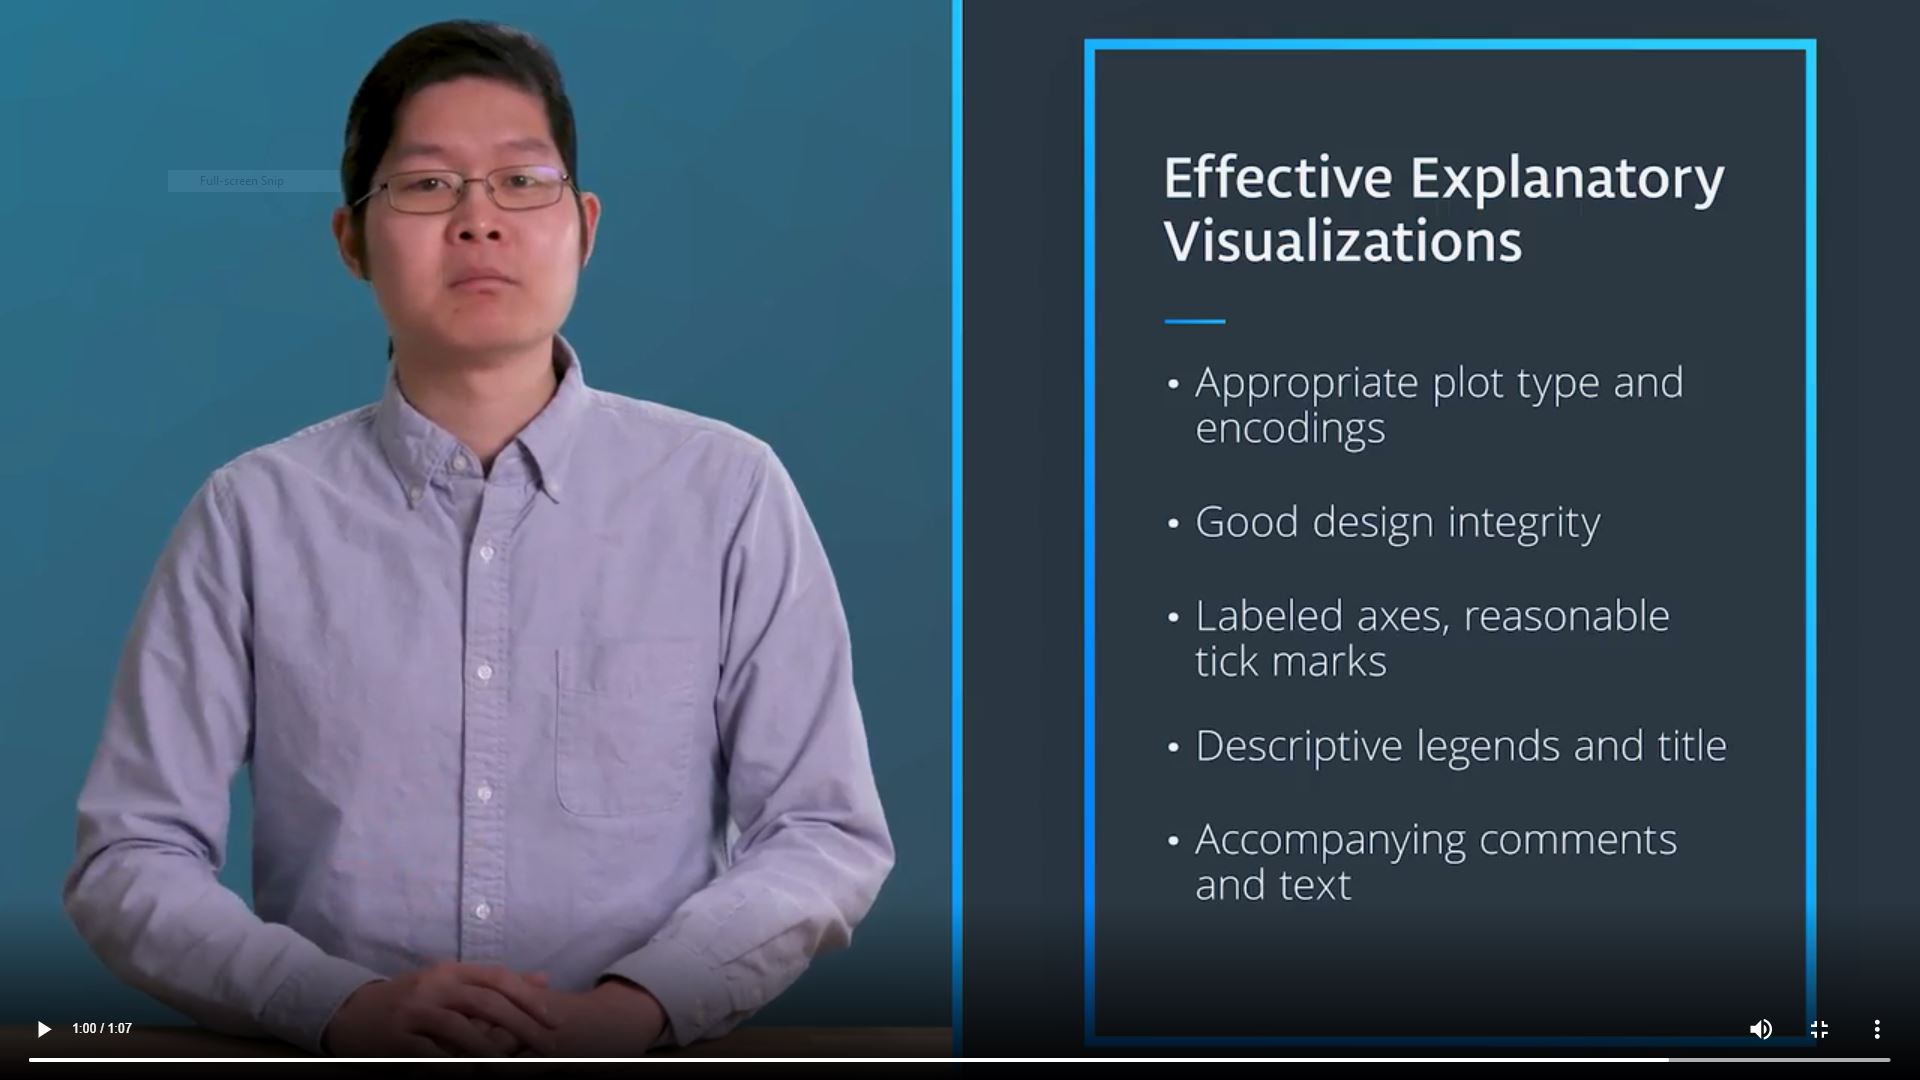 Full-screen Snip
Effective Explanatory
Visualizations
• Appropriate plot type and
encodings
• Good design integrity
• Labeled axes, reasonable
tick marks
• Descriptive legends and title
• Accompanying comments
and text
1:00 / 1:07